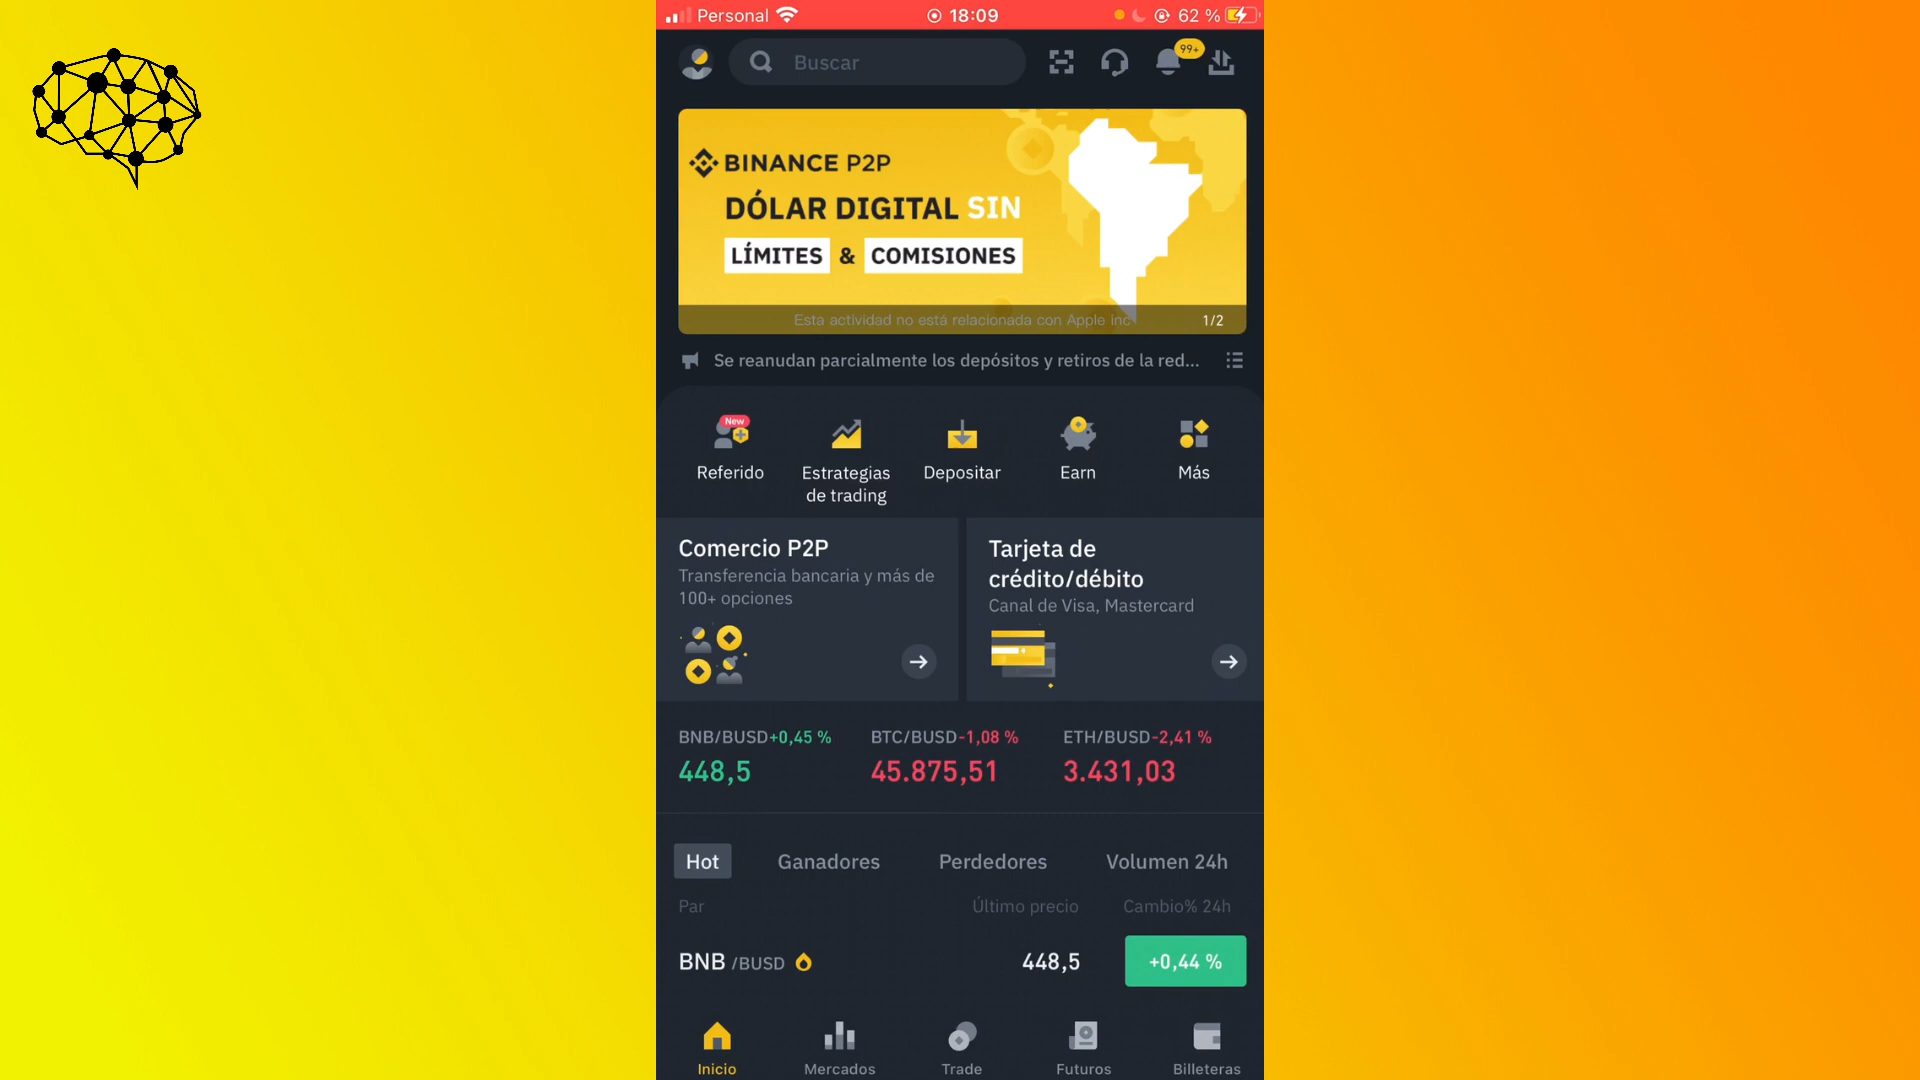 Personal 18:09 62 %
Buscar
99+
BINANCE P2P
DÓLAR DIGITAL SIN
LÍMITES & COMISIONES
Esta actividad no está relacionada con Apple Inc
1/2
Se reanudan parcialmente los depósitos y retiros de la red...
New
Referido
Estrategias
de trading
Depositar
Earn
Más
Comercio P2P
Transferencia bancaria y más de
100+ opciones
Tarjeta de
crédito/débito
Canal de Visa, Mastercard
BNB/BUSD+0,45 %
448,5
BTC/BUSD-1,08 %
45.875,51
ETH/BUSD-2,41 %
3.431,03
Hot Ganadores Perdedores Volumen 24h
Par Último precio Cambio% 24h
BNB /BUSD 448,5 +0,44 %
Inicio Mercados Trade Futuros Billeteras